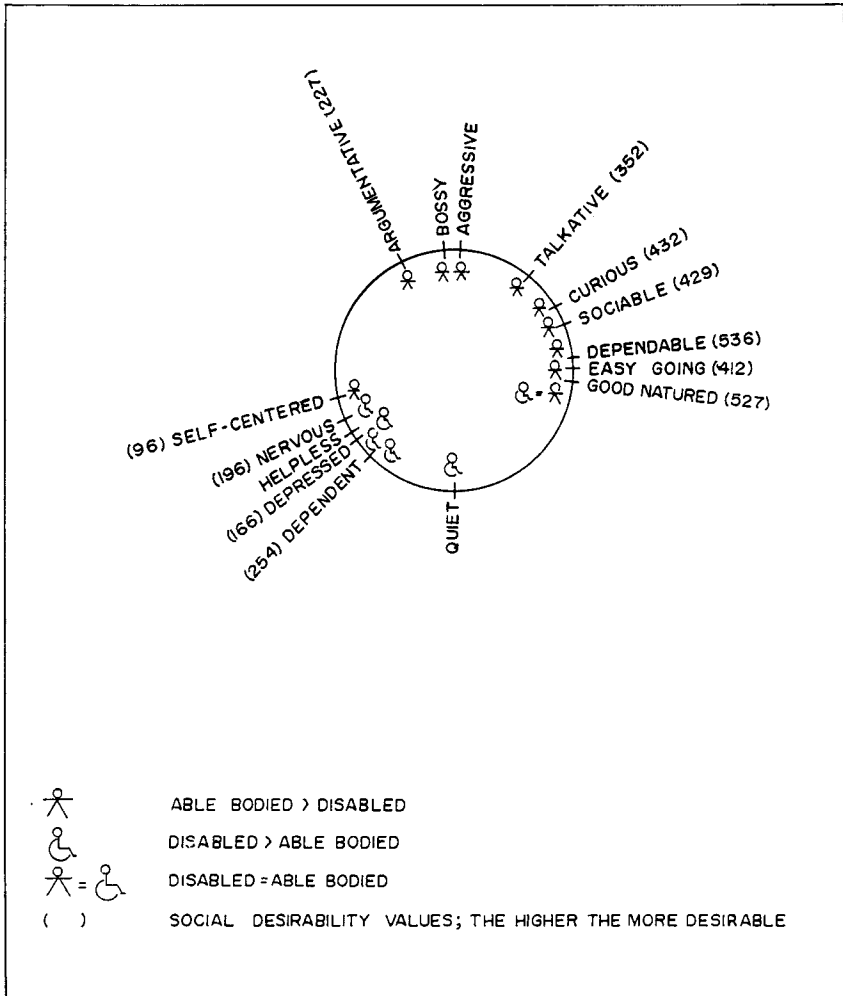 ARGUMENTATIVE (227)
BOSSY
AGGRESSIVE
TALKATIVE (352)
CURIOUS (432)
SOCIABLE (429)
DEPENDABLE (536)
EASY GOING (412)
GOOD NATURED (527)
=
(96) SELF-CENTERED
(196) NERVOUS
HELPLESS
(166) DEPRESSED
(254) DEPENDENT
QUIET
ABLE BODIED > DISABLED
DISABLED > ABLE BODIED
= DISABLED = ABLE BODIED
( ) SOCIAL DESIRABILITY VALUES; THE HIGHER THE MORE DESIRABLE